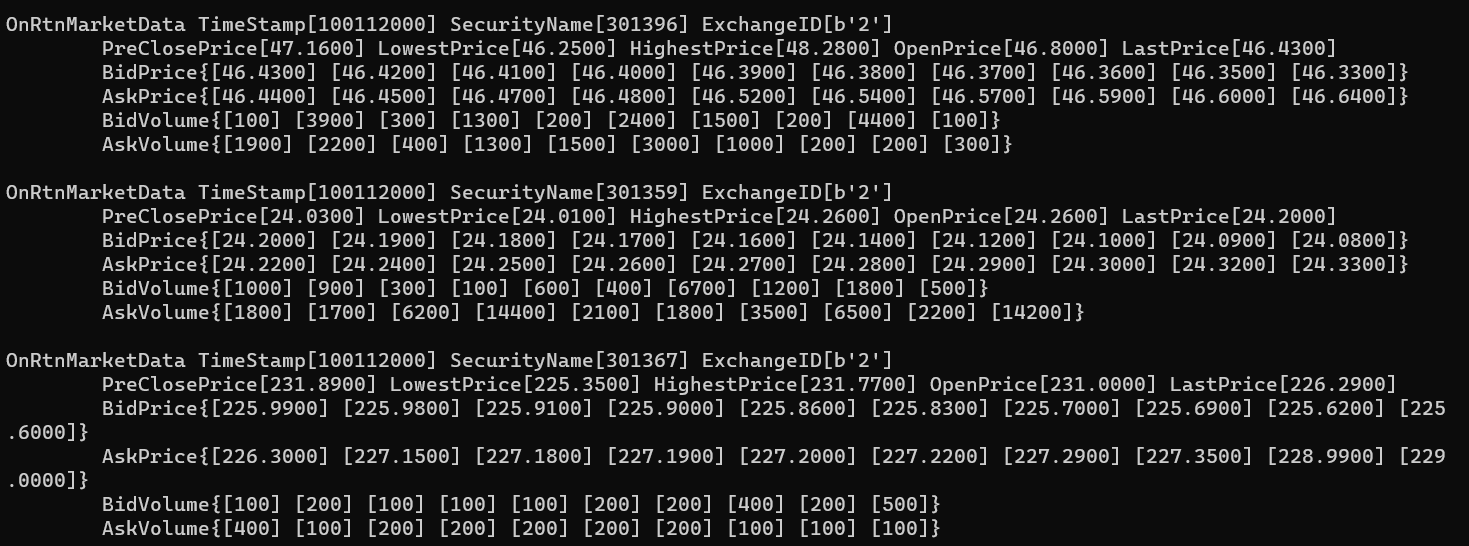 OnRtnMarketData TimeStamp[100112000] SecurityName[301396] ExchangeID[b'2']
PreClosePrice[47.1600] LowestPrice[46.2500] HighestPrice[48.2800] OpenPrice[46.8000] LastPrice[46.4300]
BidPrice{[46.4300] [46.4200] [46.4100] [46.4000] [46.3900] [46.3800] [46.3700] [46.3600] [46.3500] [46.3300]}
AskPrice{[46.4400] [46.4500] [46.4700] [46.4800] [46.5200] [46.5400] [46.5700] [46.5900] [46.6000] [46.6400]}
BidVolume{[100] [3900] [300] [1300] [200] [2400] [1500] [200] [4400] [100]}
AskVolume{[1900] [2200] [400] [1300] [1500] [3000] [1000] [200] [200] [300]}
OnRtnMarketData TimeStamp[100112000] SecurityName[301359] ExchangeID[b'2']
PreClosePrice[24.0300] LowestPrice[24.0100] HighestPrice[24.2600] OpenPrice[24.2600] LastPrice[24.2000]
BidPrice{[24.2000] [24.1900] [24.1800] [24.1700] [24.1600] [24.1400] [24.1200] [24.1000] [24.0900] [24.0800]}
AskPrice{[24.2200] [24.2400] [24.2500] [24.2600] [24.2700] [24.2800] [24.2900] [24.3000] [24.3200] [24.3300]}
BidVolume{[1000] [900] [300] [100] [600] [400] [6700] [1200] [1800] [500]}
AskVolume{[1800] [1700] [6200] [14400] [2100] [1800] [3500] [6500] [2200] [14200]}
OnRtnMarketData TimeStamp[100112000] SecurityName[301367] ExchangeID[b'2']
PreClosePrice[231.8900] LowestPrice[225.3500] HighestPrice[231.7700] OpenPrice[231.0000] LastPrice[226.2900]
BidPrice{[225.9900] [225.9800] [225.9100] [225.9000] [225.8600] [225.8300] [225.7000] [225.6900] [225.6200] [225
.6000]}
AskPrice{[226.3000] [227.1500] [227.1800] [227.1900] [227.2000] [227.2200] [227.2900] [227.3500] [228.9900] [229
.0000]}
BidVolume{[100] [200] [100] [100] [100] [200] [200] [400] [200] [500]}
AskVolume{[400] [100] [200] [200] [200] [200] [200] [100] [100] [100]}